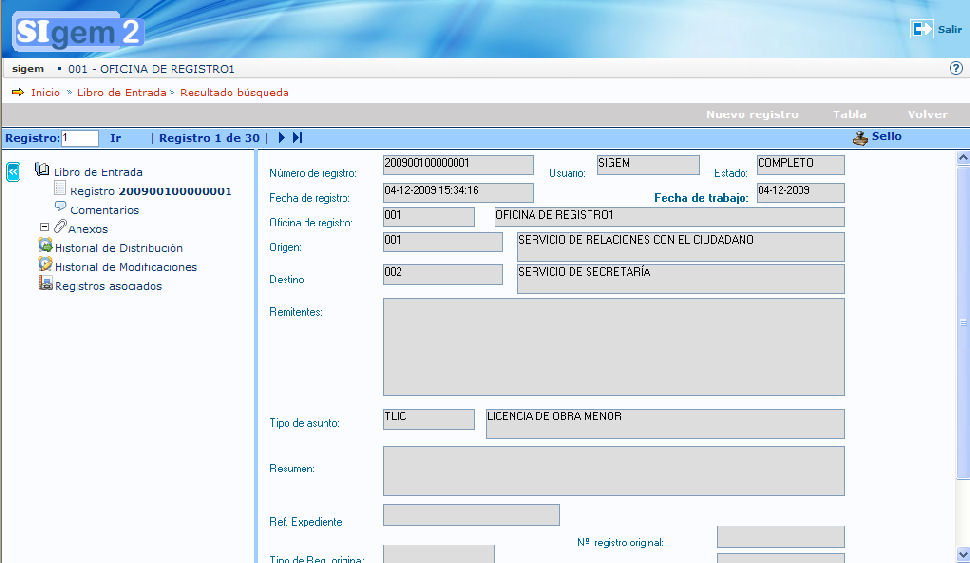 SIgem 2
Salir
sigem • 001 - OFICINA DE REGISTRO1
Inicio » Libro de Entrada > Resultado búsqueda
Nuevo registro Tabla Volver
Registro: 1 Ir | Registro 1 de 30 | Sello
Libro de Entrada
Registro 200900100000001
Comentarios
Anexos
Historial de Distribución
Historial de Modificaciones
Registros asociados
Número de registro: 200900100000001 Usuario: SIGEM Estado: COMPLETO
Fecha de registro: 04-12-2009 15:34:16 Fecha de trabajo: 04-12-2009
Oficina de registro: 001 OFICINA DE REGISTRO1
Origen: 001 SERVICIO DE RELACIONES CON EL CIUDADANO
Destino 002 SERVICIO DE SECRETARÍA
Remitentes:
Tipo de asunto: TLIC LICENCIA DE OBRA MENOR
Resumen:
Ref. Expediente
Nº registro original:
Tipo de Reg. original: